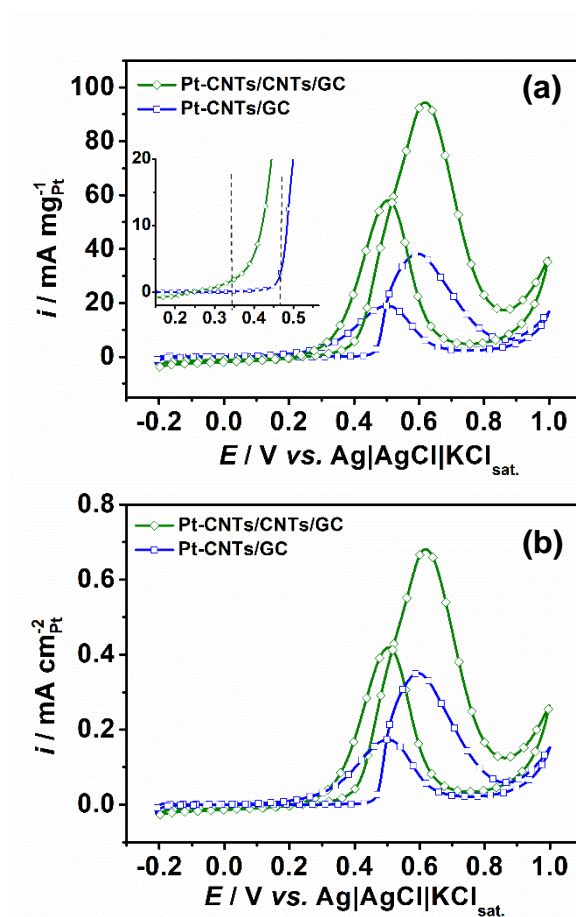 (a)
Pt-CNTs/CNTs/GC
Pt-CNTs/GC
i / mA mg⁻¹Pt
100
80
60
40
20
0
20
10
0
0.2 0.3 0.4 0.5
-0.2 0.0 0.2 0.4 0.6 0.8 1.0
E / V vs. Ag|AgCl|KCl sat.
(b)
Pt-CNTs/CNTs/GC
Pt-CNTs/GC
i / mA cm⁻²Pt
0.8
0.6
0.4
0.2
0.0
-0.2 0.0 0.2 0.4 0.6 0.8 1.0
E / V vs. Ag|AgCl|KCl sat.